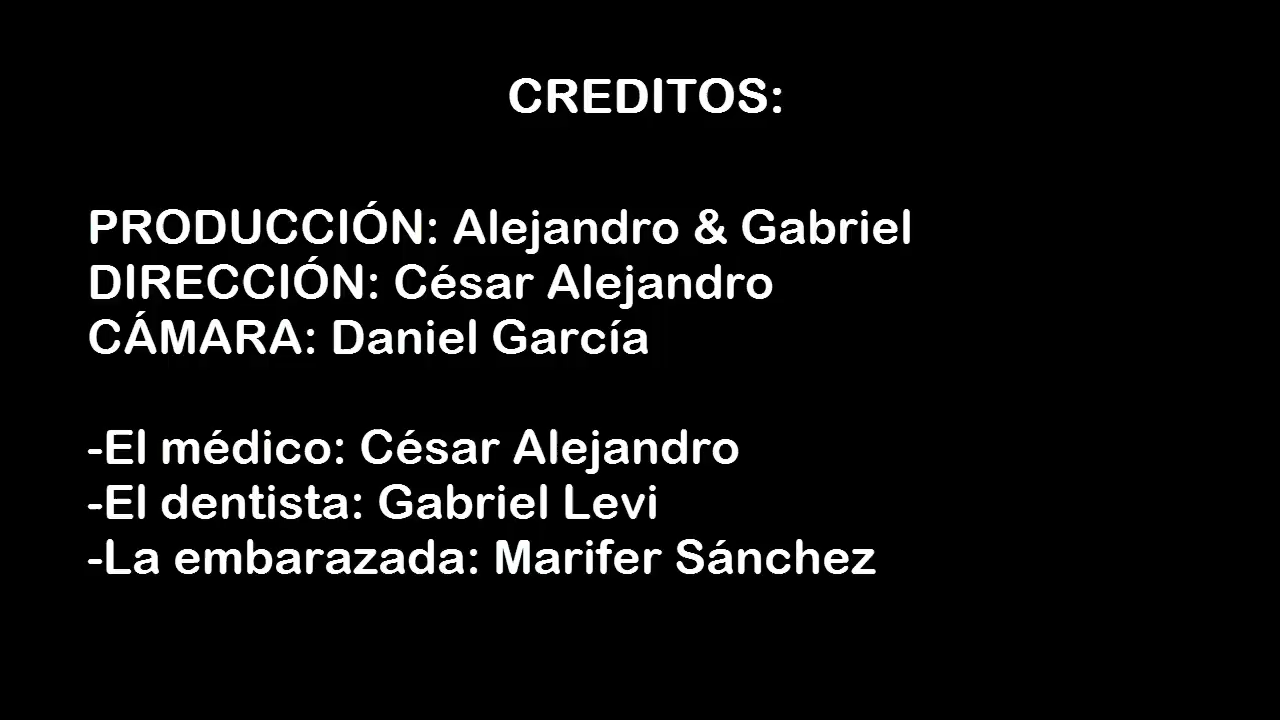 CREDITOS:
PRODUCCIÓN: Alejandro & Gabriel
DIRECCIÓN: César Alejandro
CÁMARA: Daniel García
-El médico: César Alejandro
-El dentista: Gabriel Levi
-La embarazada: Marifer Sánchez